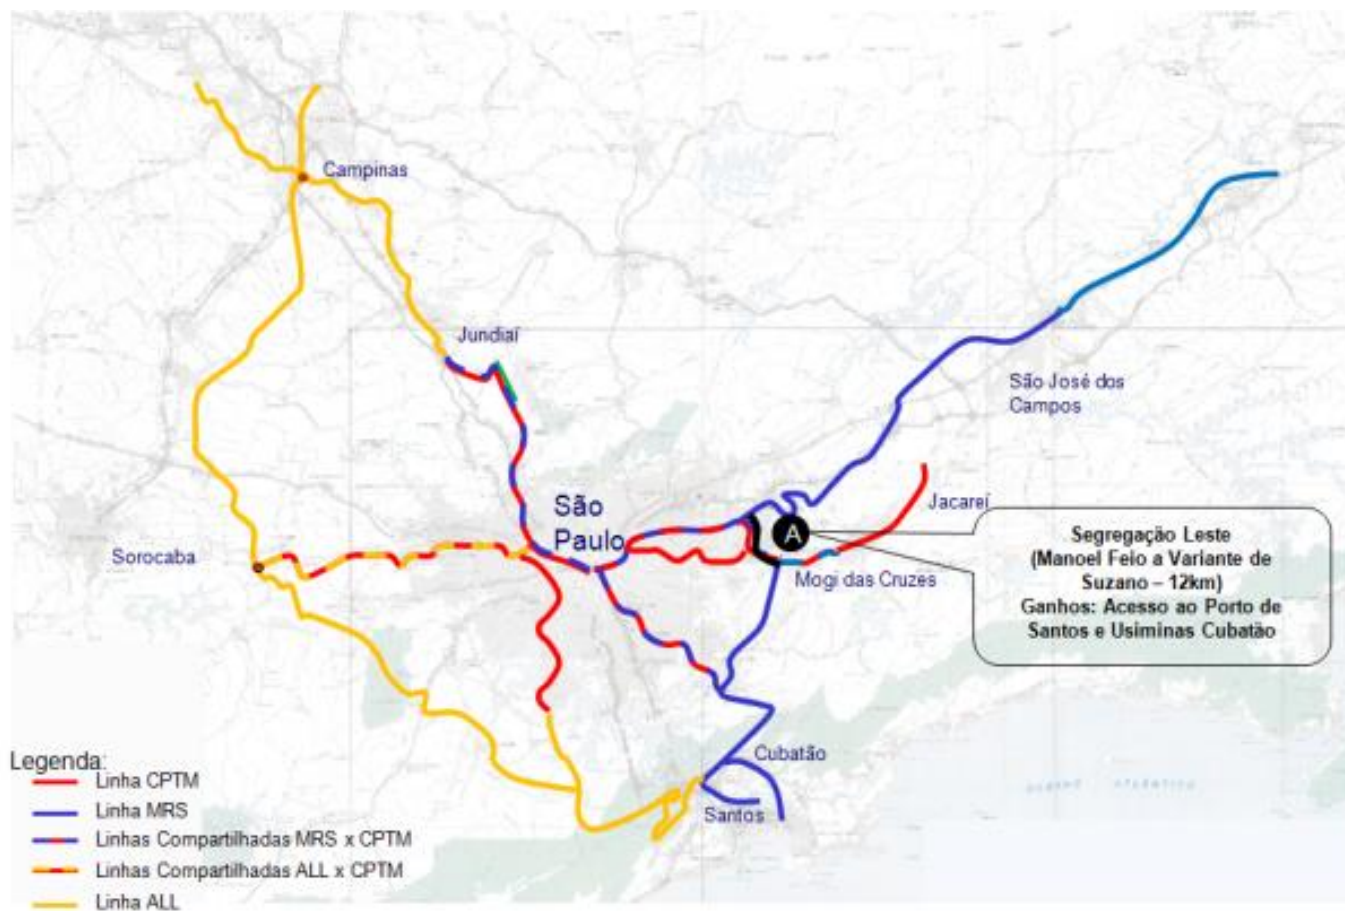 Campinas
Jundiaí
São José dos
Campos
São
Paulo
Jacareí
Sorocaba
A
Mogi das Cruzes
Segregação Leste
(Manoel Feio a Variante de
Suzano – 12km)
Ganhos: Acesso ao Porto de
Santos e Usiminas Cubatão
Cubatão
Santos
Legenda:
Linha CPTM
Linha MRS
Linhas Compartilhadas MRS x CPTM
Linhas Compartilhadas ALL x CPTM
Linha ALL